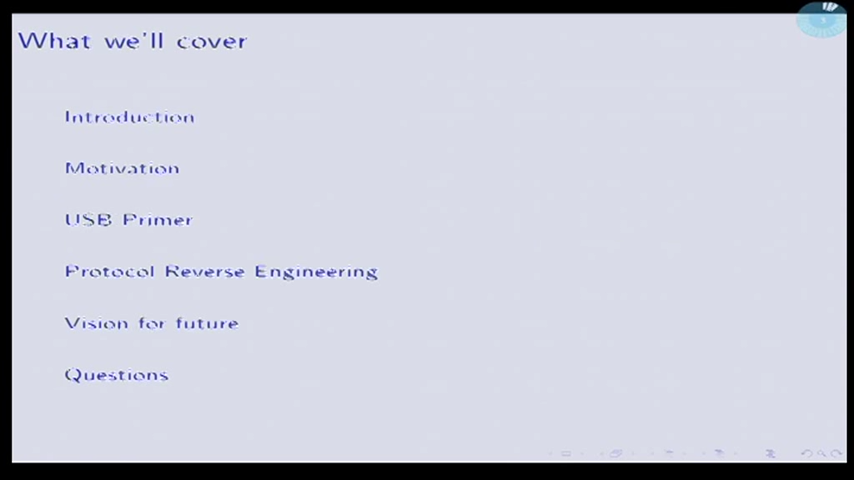 What we'll cover
Introduction
Motivation
USB Primer
Protocol Reverse Engineering
Vision for future
Questions